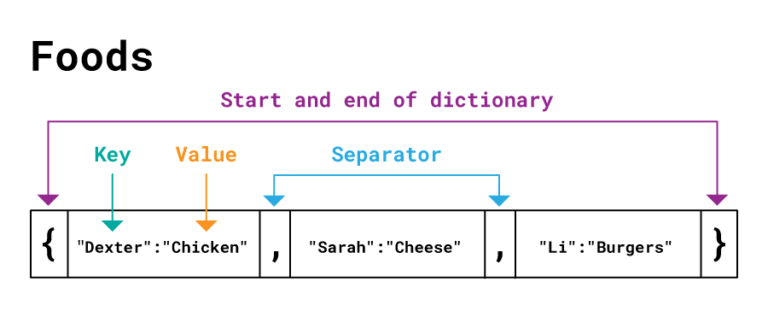 Foods
Start and end of dictionary
Key Value Separator
{ "Dexter":"Chicken" , "Sarah":"Cheese" , "Li":"Burgers" }